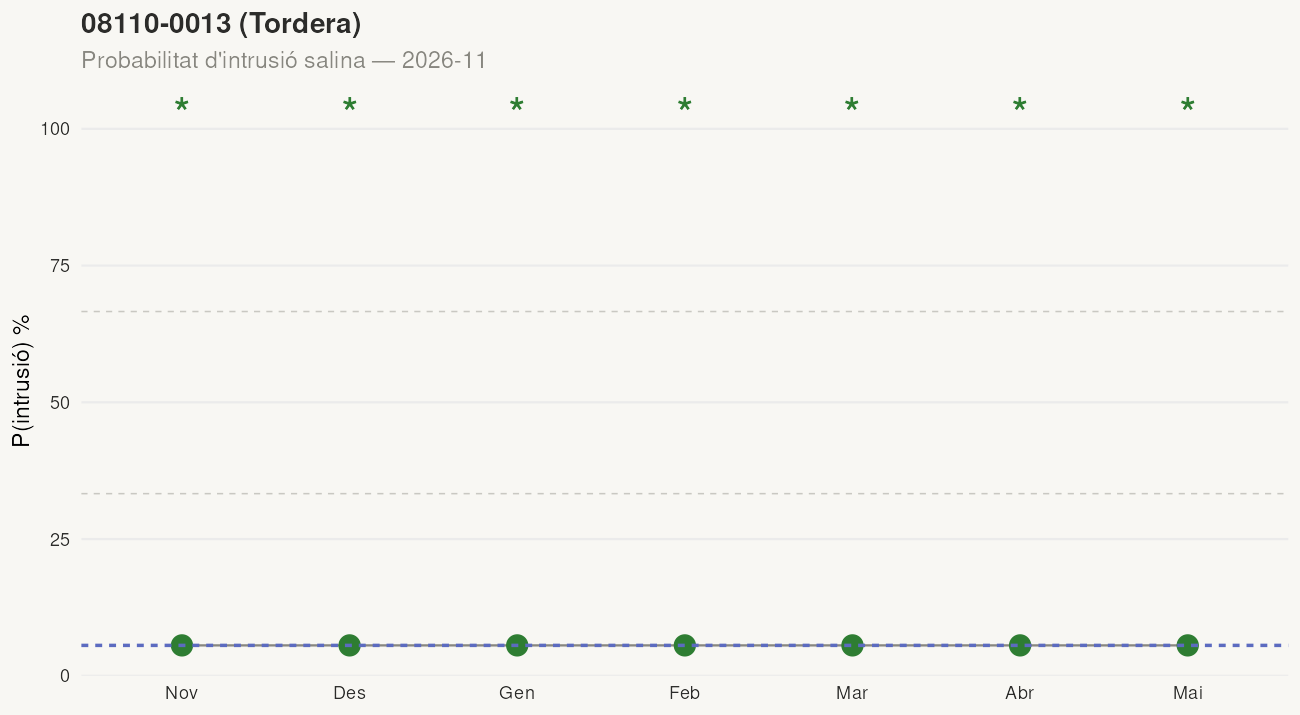 08110-0013 (Tordera)
Probabilitat d'intrusió salina — 2026-11
* * * * * * *
100
75
50
25
0
P(intrusió) %
Nov Des Gen Feb Mar Abr Mai